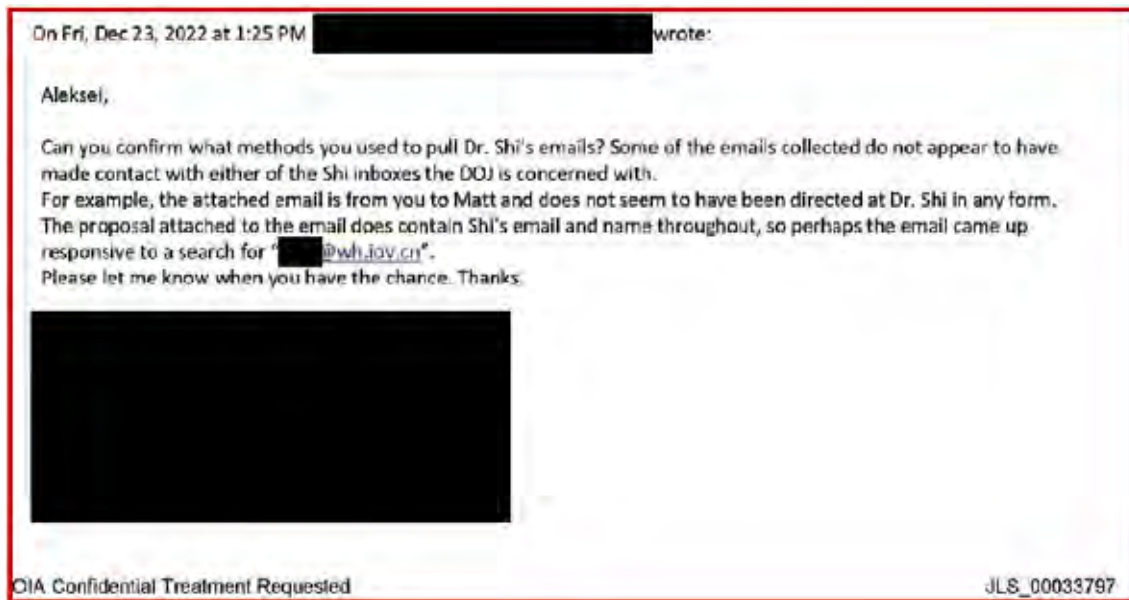 On Fri, Dec 23, 2022 at 1:25 PM wrote:
Aleksei,
Can you confirm what methods you used to pull Dr. Shi's emails? Some of the emails collected do not appear to have
made contact with either of the Shi inboxes the DOJ is concerned with.
For example, the attached email is from you to Matt and does not seem to have been directed at Dr. Shi in any form.
The proposal attached to the email does contain Shi's email and name throughout, so perhaps the email came up
responsive to a search for "@wh.iov.cn".
Please let me know when you have the chance. Thanks.
OIA Confidential Treatment Requested JLS_00033797